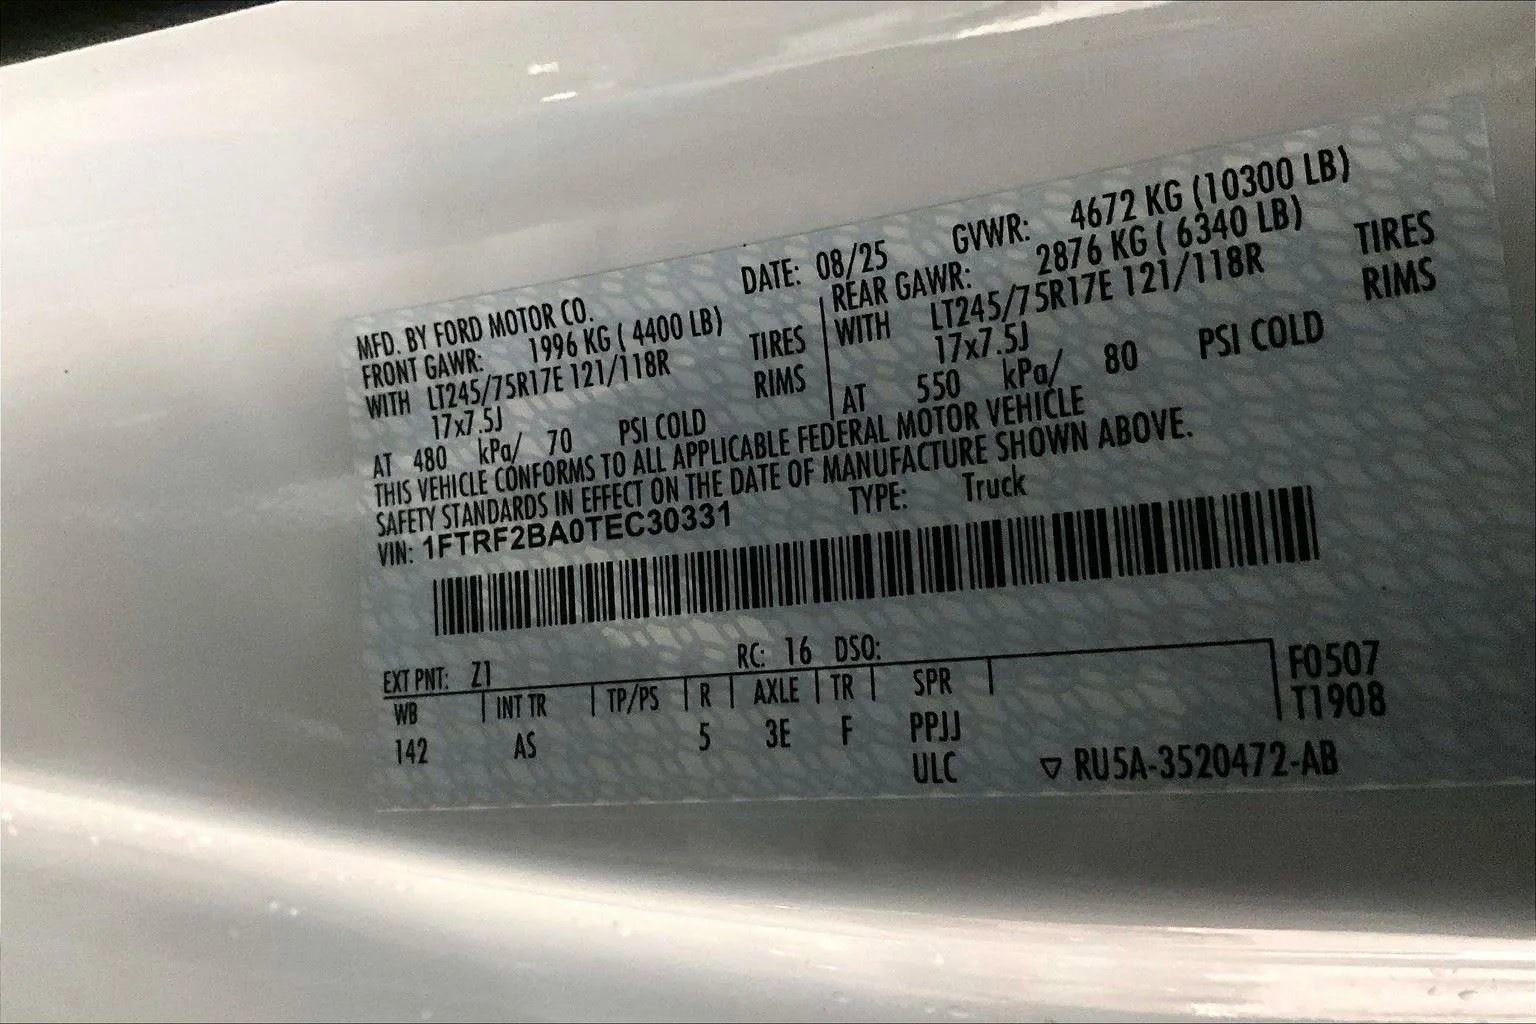 MFD. BY FORD MOTOR CO. DATE: 08/25 GVWR: 4672 KG (10300 LB)
FRONT GAWR: 1996 KG ( 4400 LB) REAR GAWR: 2876 KG ( 6340 LB)
WITH LT245/75R17E 121/118R TIRES WITH LT245/75R17E 121/118R TIRES
17x7.5J RIMS 17x7.5J RIMS
AT 480 kPa/ 70 PSI COLD AT 550 kPa/ 80 PSI COLD
THIS VEHICLE CONFORMS TO ALL APPLICABLE FEDERAL MOTOR VEHICLE
SAFETY STANDARDS IN EFFECT ON THE DATE OF MANUFACTURE SHOWN ABOVE.
VIN: 1FTRF2BA0TEC30331 TYPE: Truck
EXT PNT: Z1 RC: 16 DSO:
WB INT TR TP/PS R AXLE TR SPR F0507
142 AS 5 3E F PPJJ T1908
ULC ▽ RU5A-3520472-AB